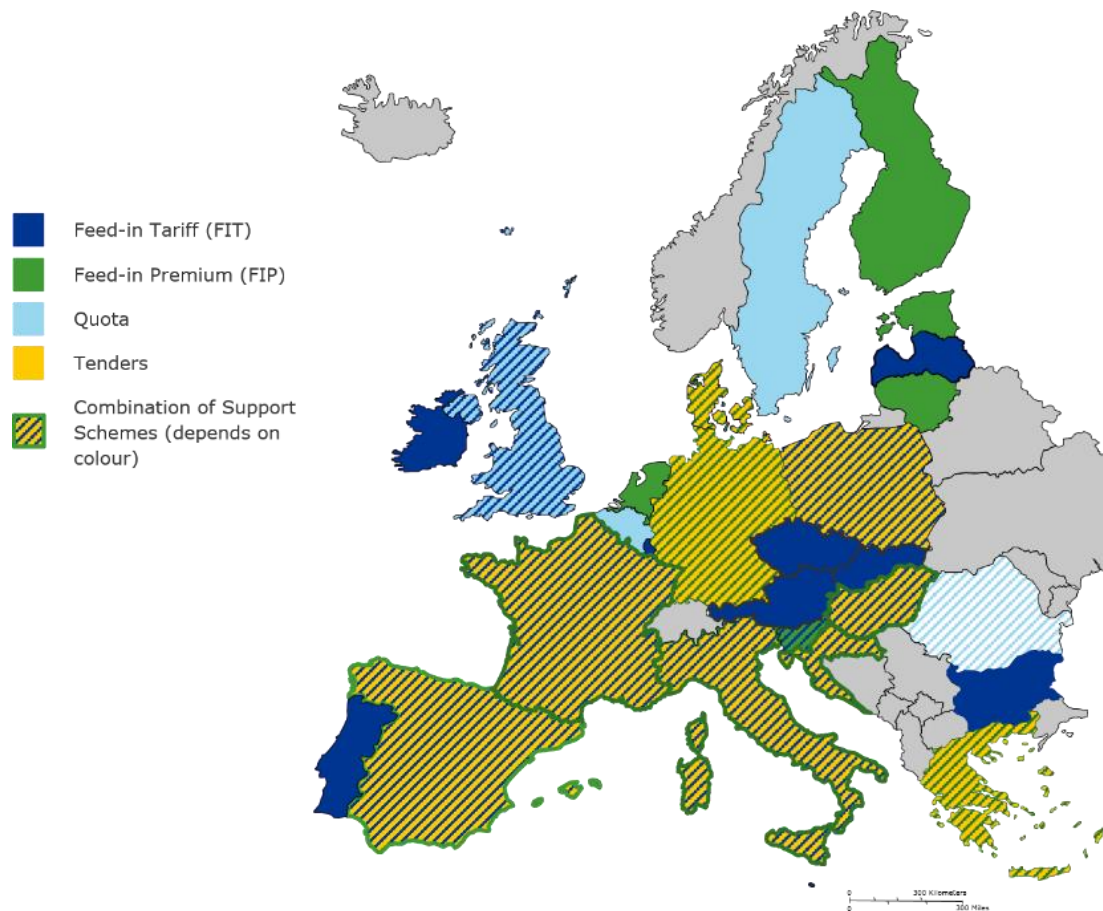 Feed-in Tariff (FIT)
Feed-in Premium (FIP)
Quota
Tenders
Combination of Support
Schemes (depends on
colour)
0 300 Kilometers
0 300 Miles